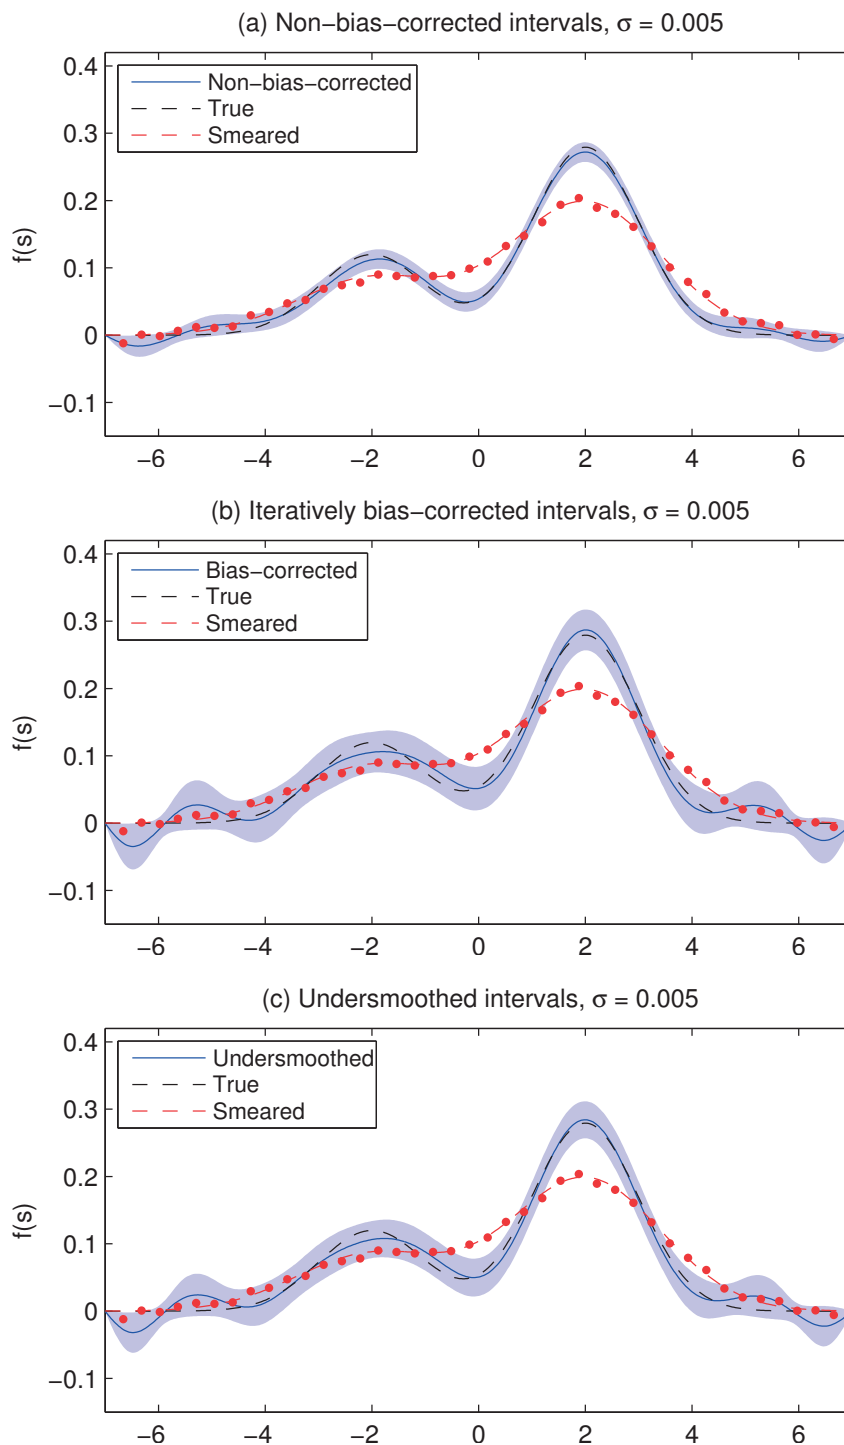 (a) Non−bias−corrected intervals, σ = 0.005
0.4
Non−bias−corrected
True
0.3
Smeared
0.2
f(s)
0.1
0
−0.1
−6 −4 −2 0 2 4 6
(b) Iteratively bias−corrected intervals, σ = 0.005
0.4
Bias−corrected
True
0.3
Smeared
0.2
f(s)
0.1
0
−0.1
−6 −4 −2 0 2 4 6
(c) Undersmoothed intervals, σ = 0.005
0.4
Undersmoothed
True
0.3
Smeared
0.2
f(s)
0.1
0
−0.1
−6 −4 −2 0 2 4 6